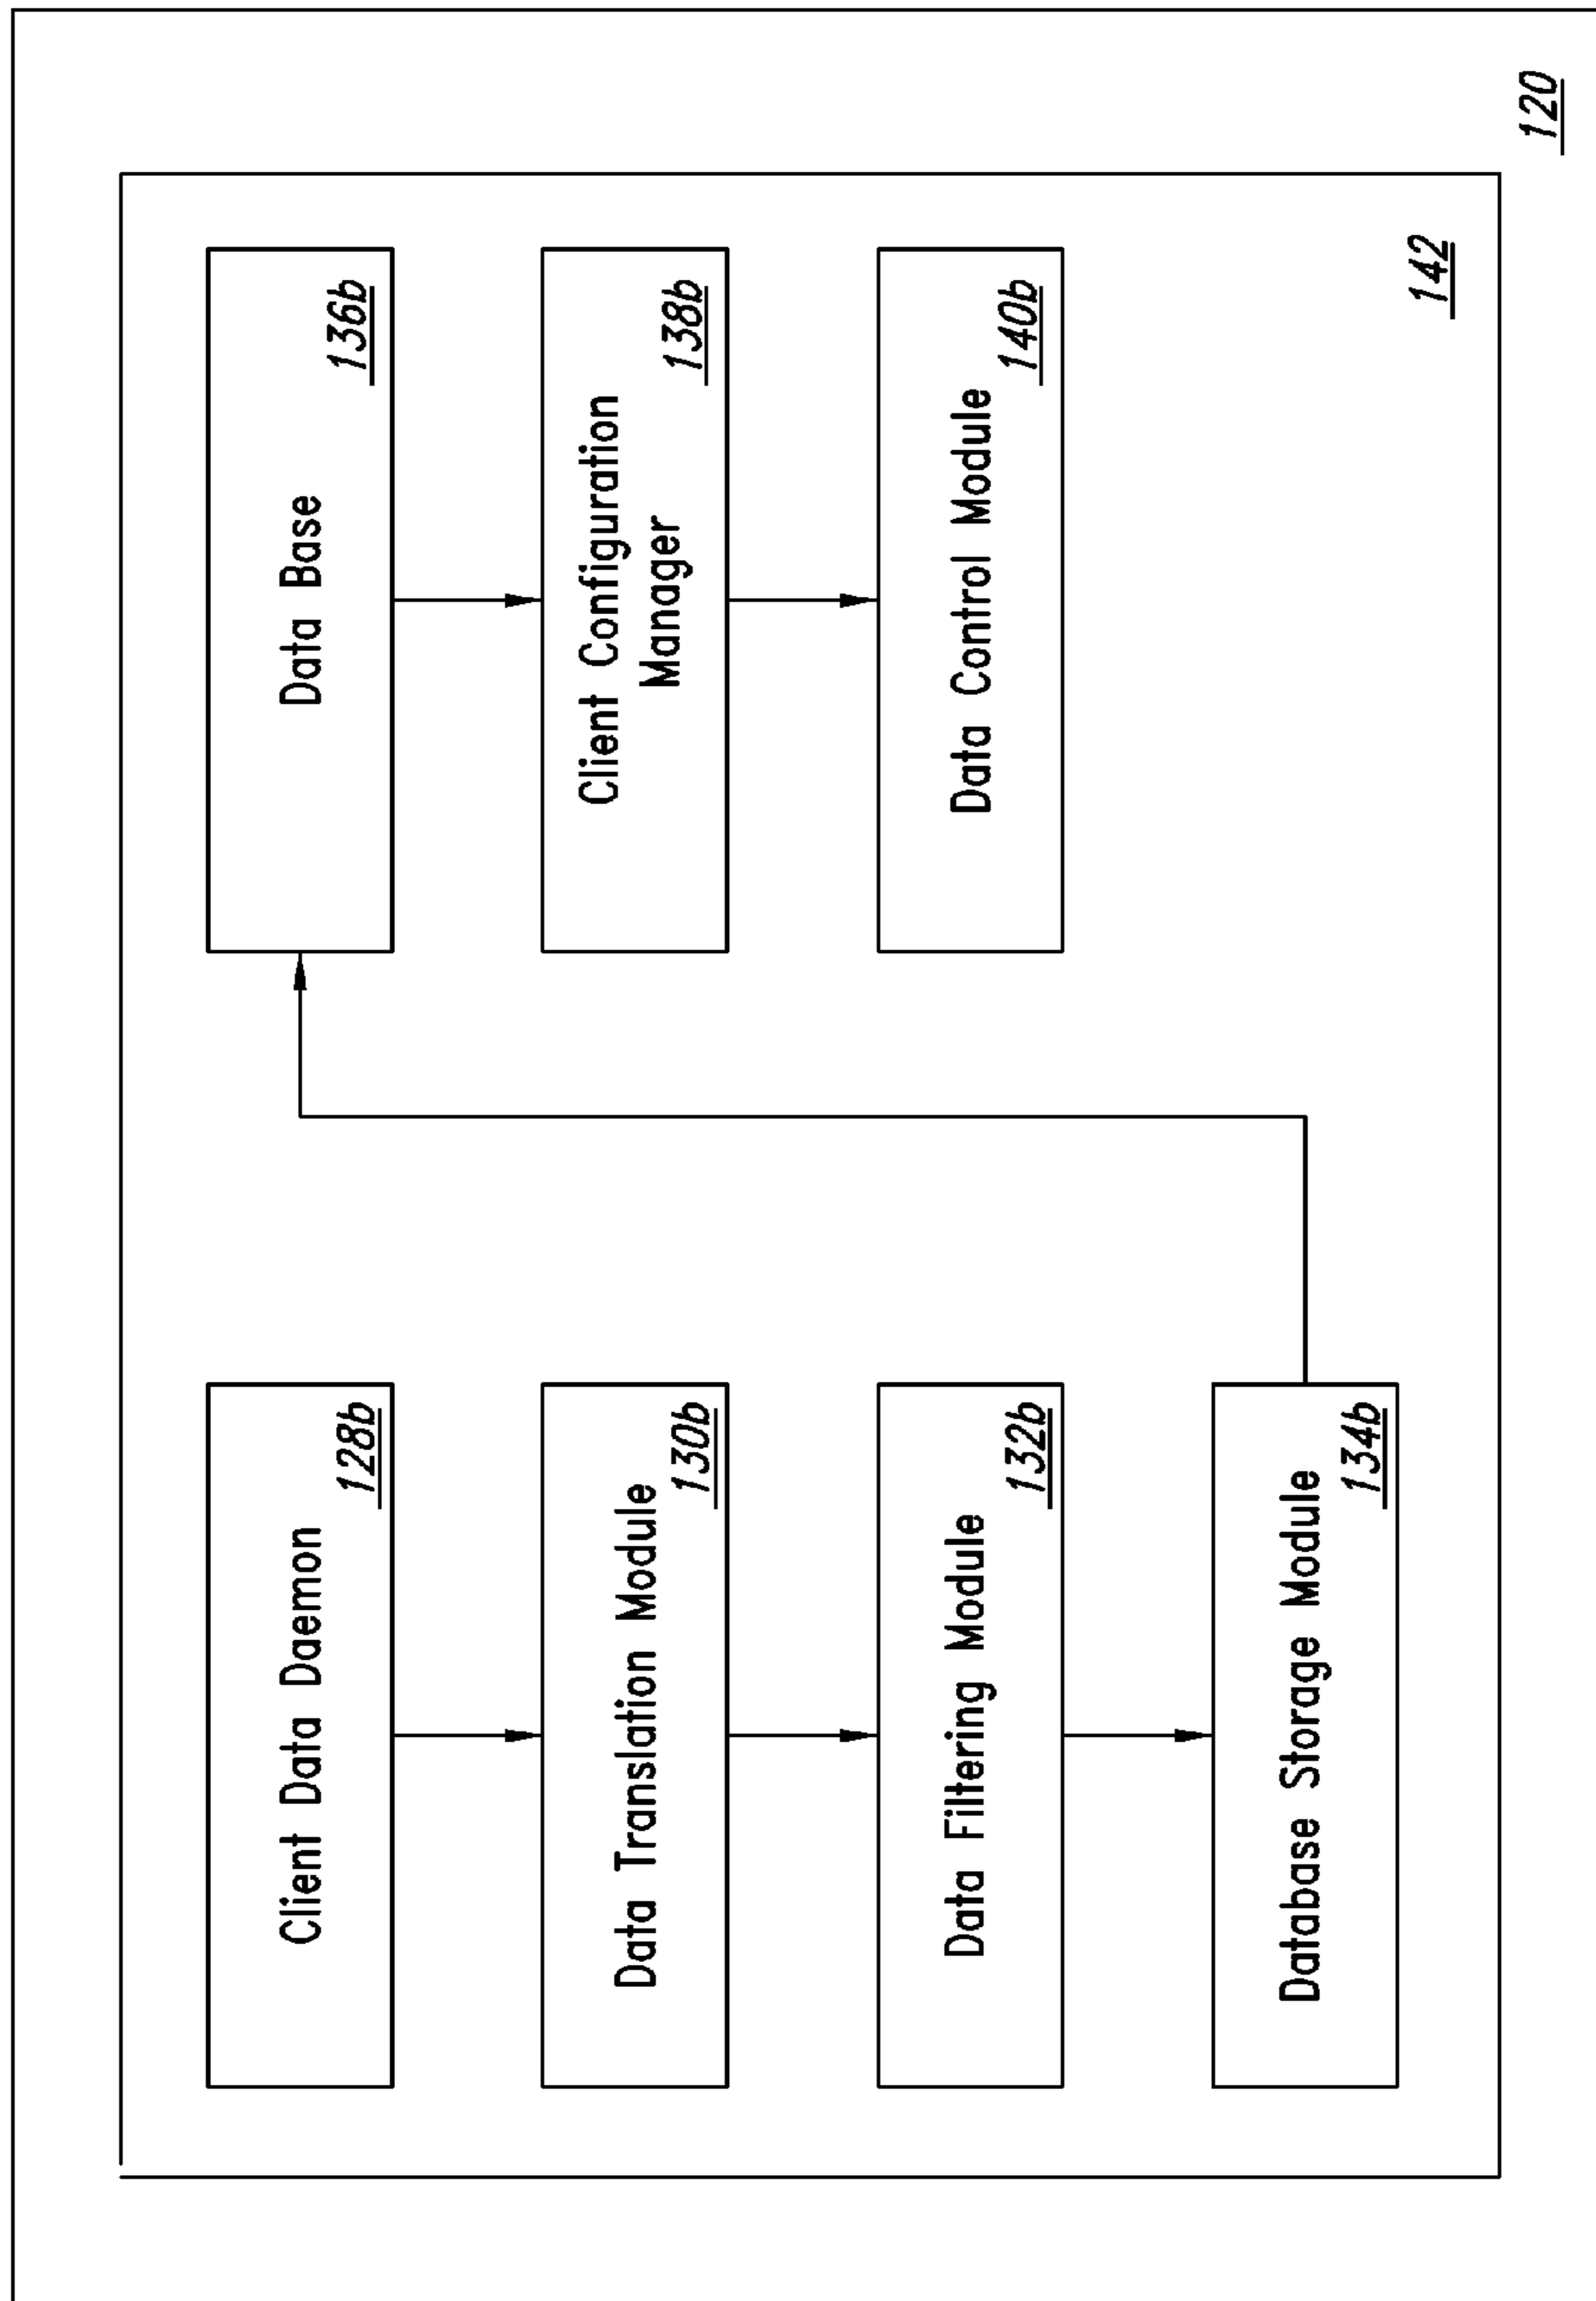 Client Data Daemon
128b
Data Translation Module
130b
Data Filtering Module
132b
Database Storage Module
134b
Data Base
136b
Client Configuration
Manager
138b
Data Control Module
140b
142
120